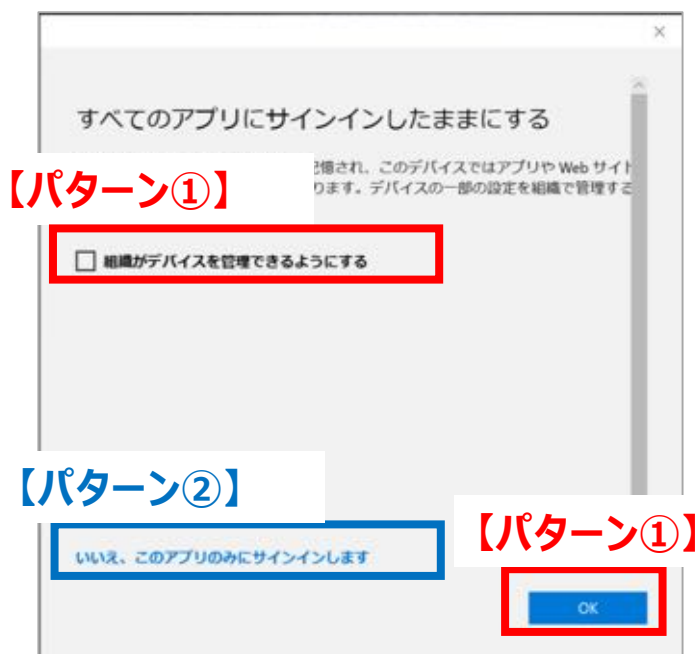 すべてのアプリにサインインしたままにする
憶され、このデバイスではアプリや Web サイト
【パターン①】
ります。デバイスの一部の設定を組織で管理する
組織がデバイスを管理できるようにする
【パターン②】
【パターン①】
いいえ、このアプリのみにサインインします
OK